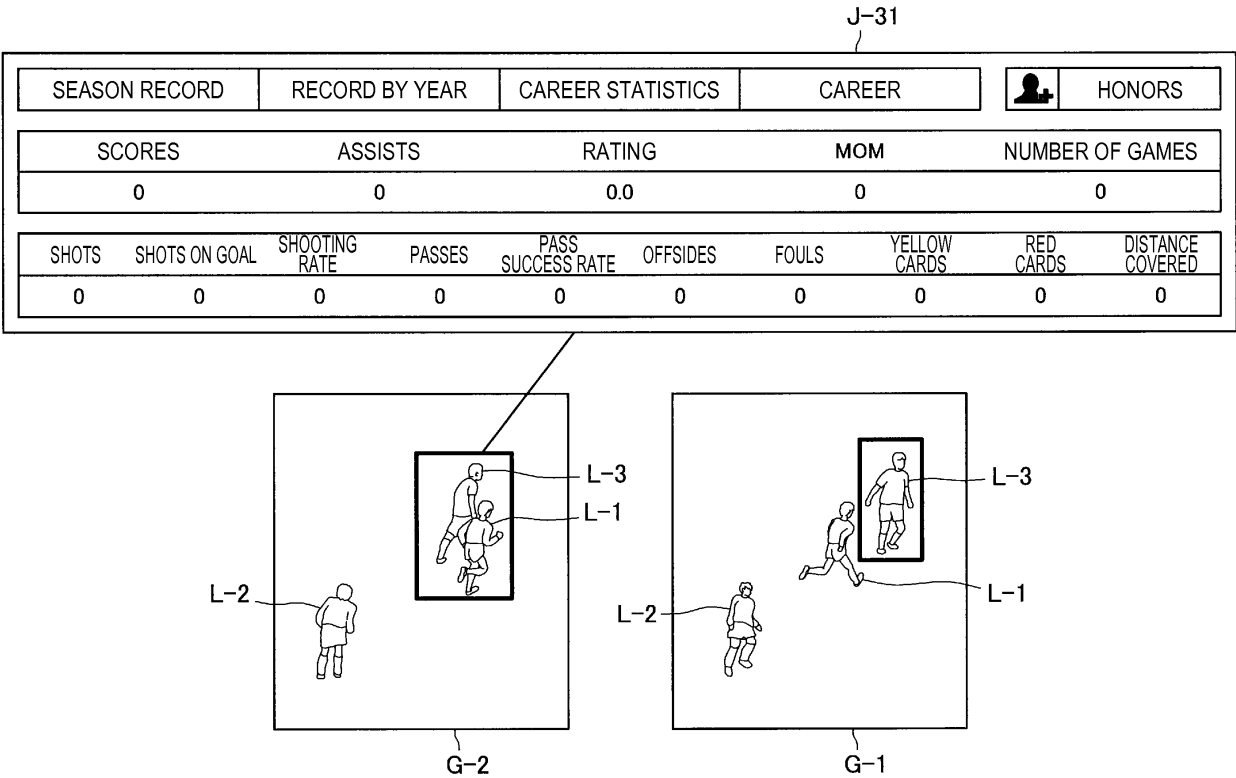 J-31
SEASON RECORD RECORD BY YEAR CAREER STATISTICS CAREER HONORS
SCORES ASSISTS RATING MOM NUMBER OF GAMES
0 0 0.0 0 0
SHOTS SHOTS ON GOAL SHOOTING RATE PASSES PASS SUCCESS RATE OFFSIDES FOULS YELLOW CARDS RED CARDS DISTANCE COVERED
0 0 0 0 0 0 0 0 0 0
L-3
L-1
L-2
G-2
L-3
L-1
L-2
G-1